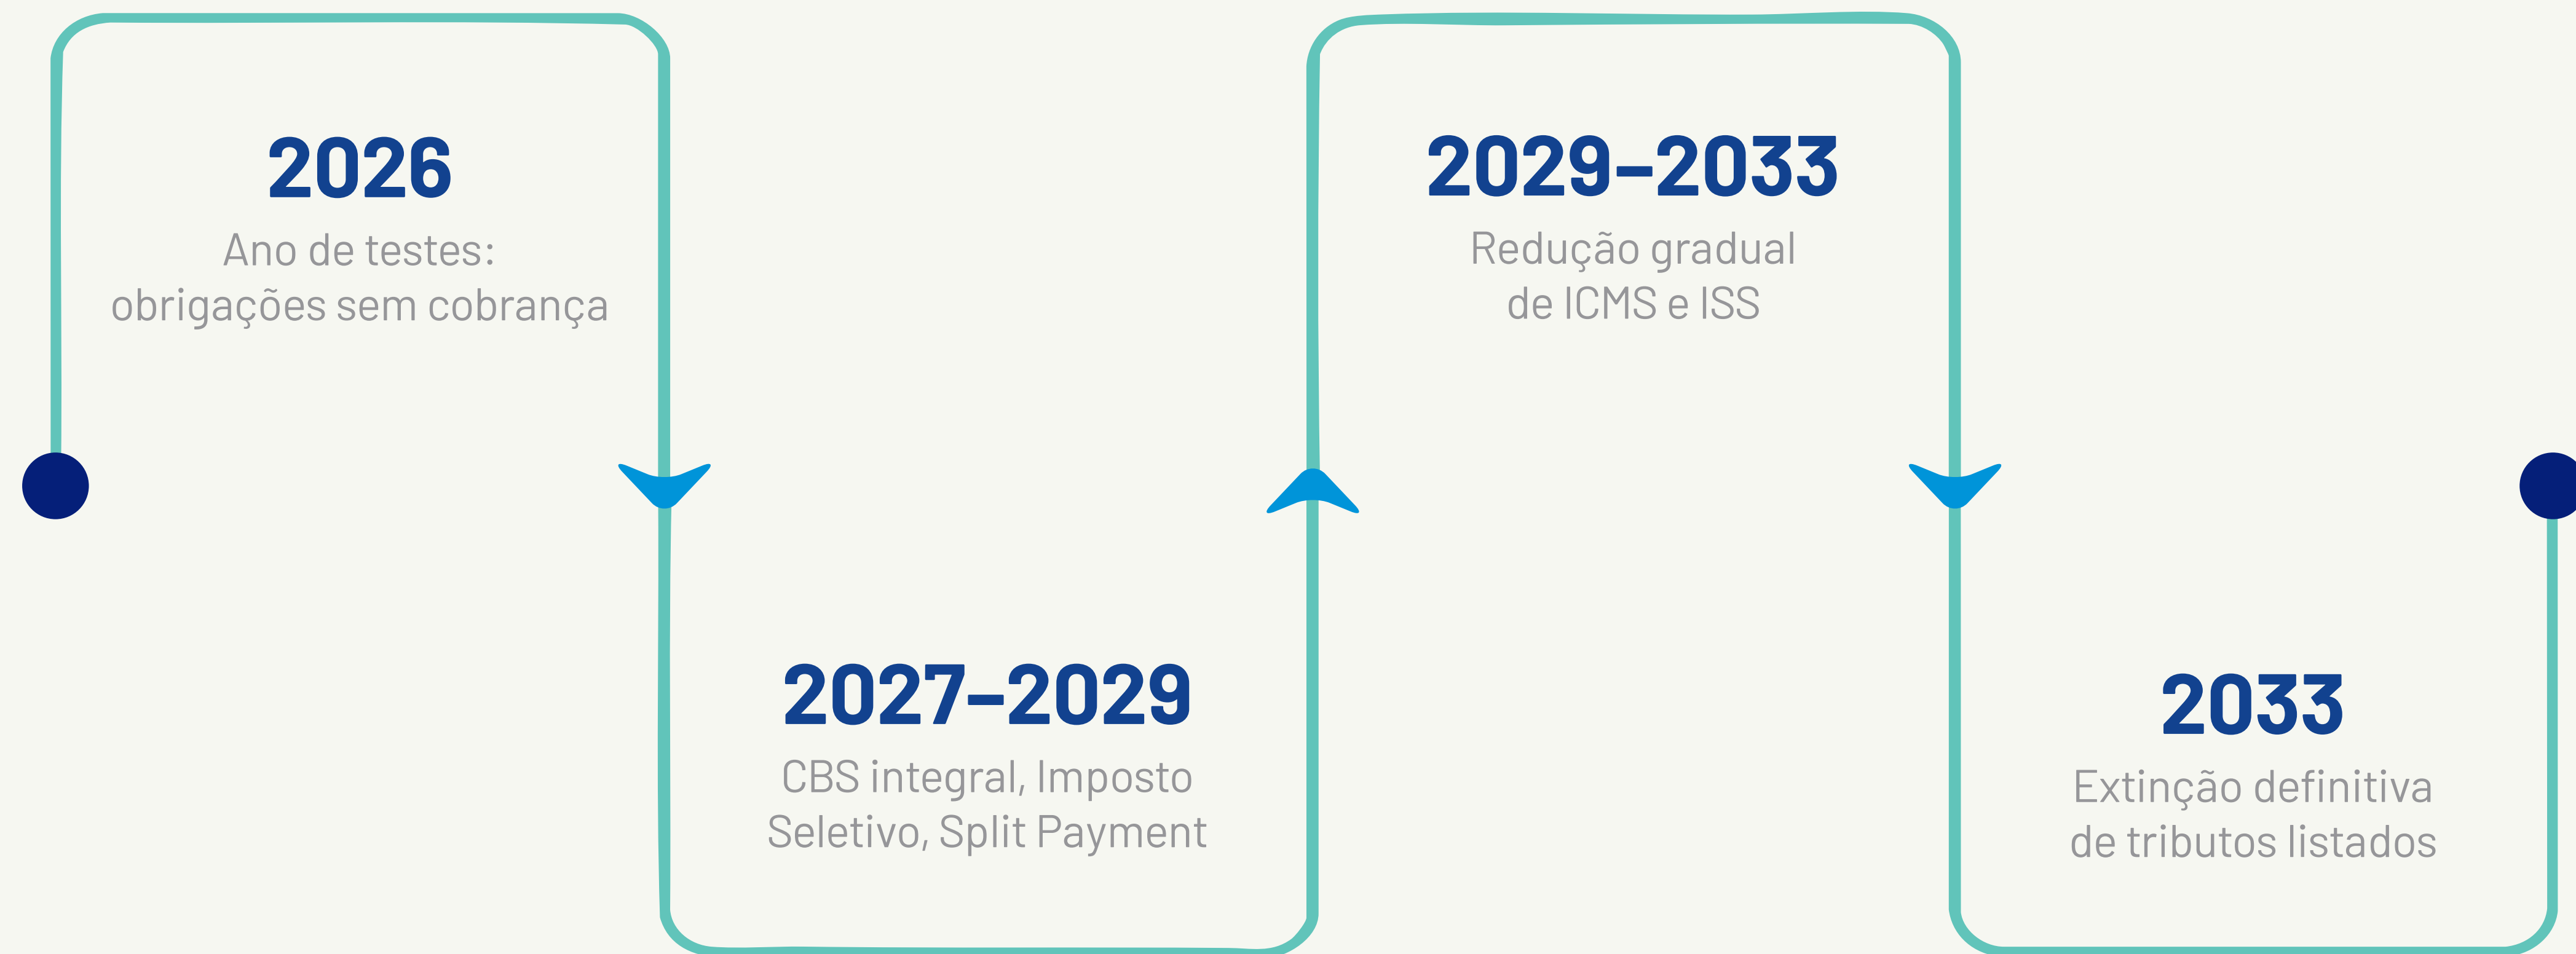 2026
Ano de testes:
obrigações sem cobrança
2027–2029
CBS integral, Imposto
Seletivo, Split Payment
2029–2033
Redução gradual
de ICMS e ISS
2033
Extinção definitiva
de tributos listados